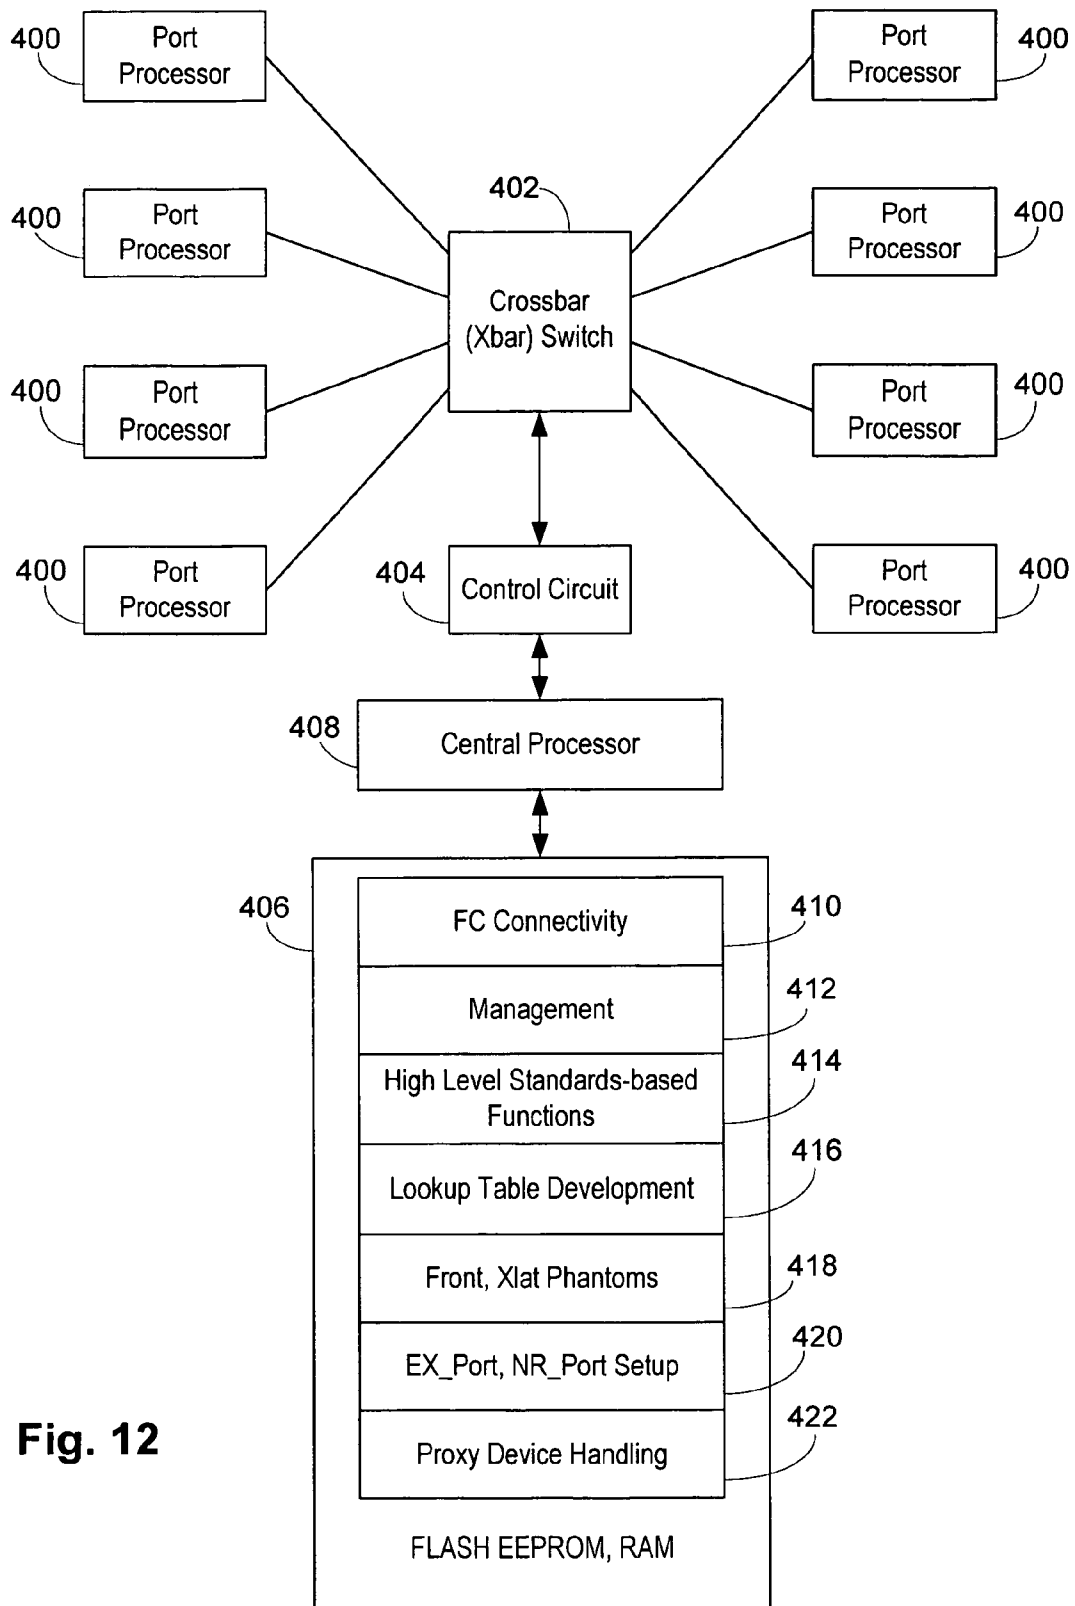 400
Port
Processor
Port
Processor
400
402
400
Port
Processor
Port
Processor
400
Crossbar
(Xbar) Switch
400
Port
Processor
Port
Processor
400
400
Port
Processor
404
Control Circuit
Port
Processor
400
408
Central Processor
406
FC Connectivity
410
Management
412
High Level Standards-based
Functions
414
Lookup Table Development
416
Front, Xlat Phantoms
418
EX_Port, NR_Port Setup
420
Proxy Device Handling
422
FLASH EEPROM, RAM
Fig. 12